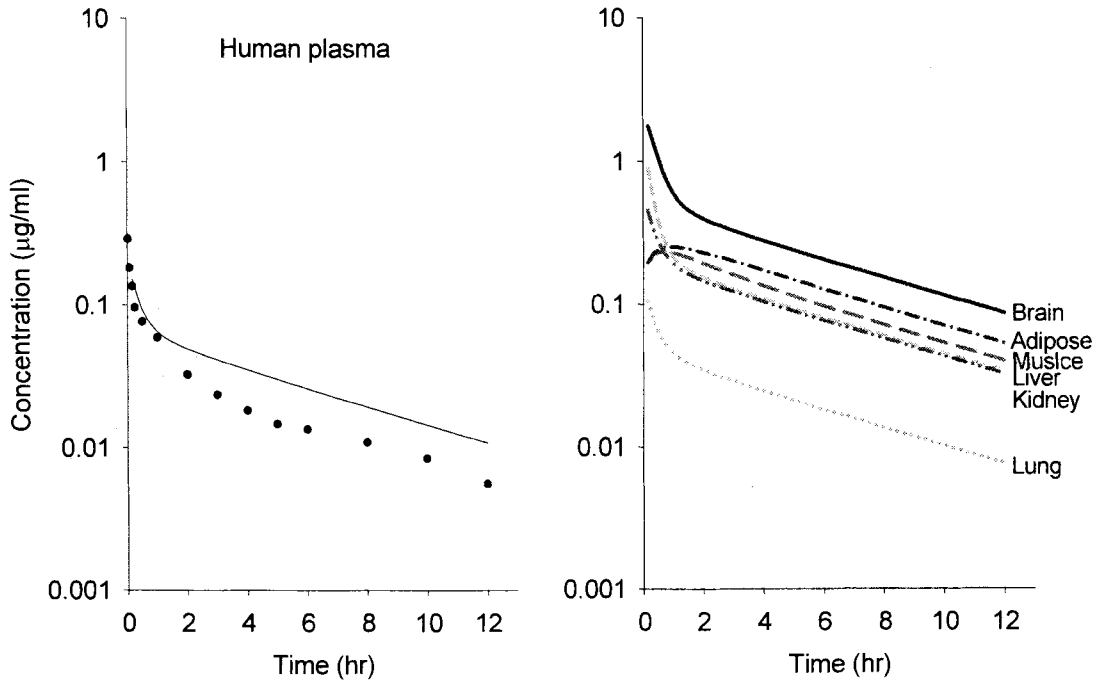 Human plasma
Concentration (μg/ml)
10
1
0.1
0.01
0.001
0 2 4 6 8 10 12
Time (hr)
10
1
0.1
0.01
0.001
Brain
Adipose
Muslce
Liver
Kidney
Lung
0 2 4 6 8 10 12
Time (hr)